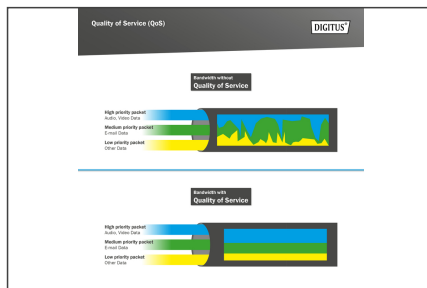 Quality of Service (QoS)
DIGITUS®
Bandwidth without
Quality of Service
High priority packet
Audio, Video Data
Medium priority packet
E-mail Data
Low priority packet
Other Data
Bandwidth with
Quality of Service
High priority packet
Audio, Video Data
Medium priority packet
E-mail Data
Low priority packet
Other Data